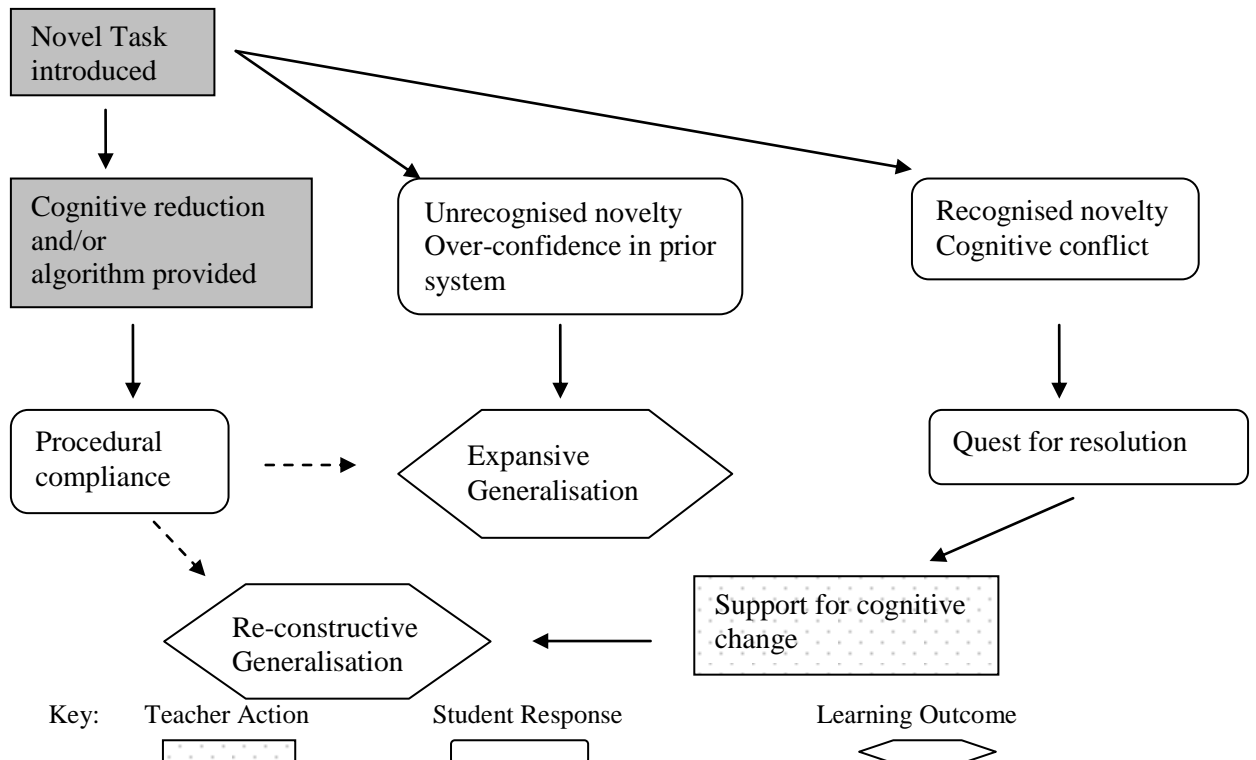 Novel Task
introduced
Cognitive reduction
and/or
algorithm provided
Unrecognised novelty
Over-confidence in prior
system
Recognised novelty
Cognitive conflict
Procedural
compliance
Expansive
Generalisation
Quest for resolution
Re-constructive
Generalisation
Support for cognitive
change
Key: Teacher Action Student Response Learning Outcome